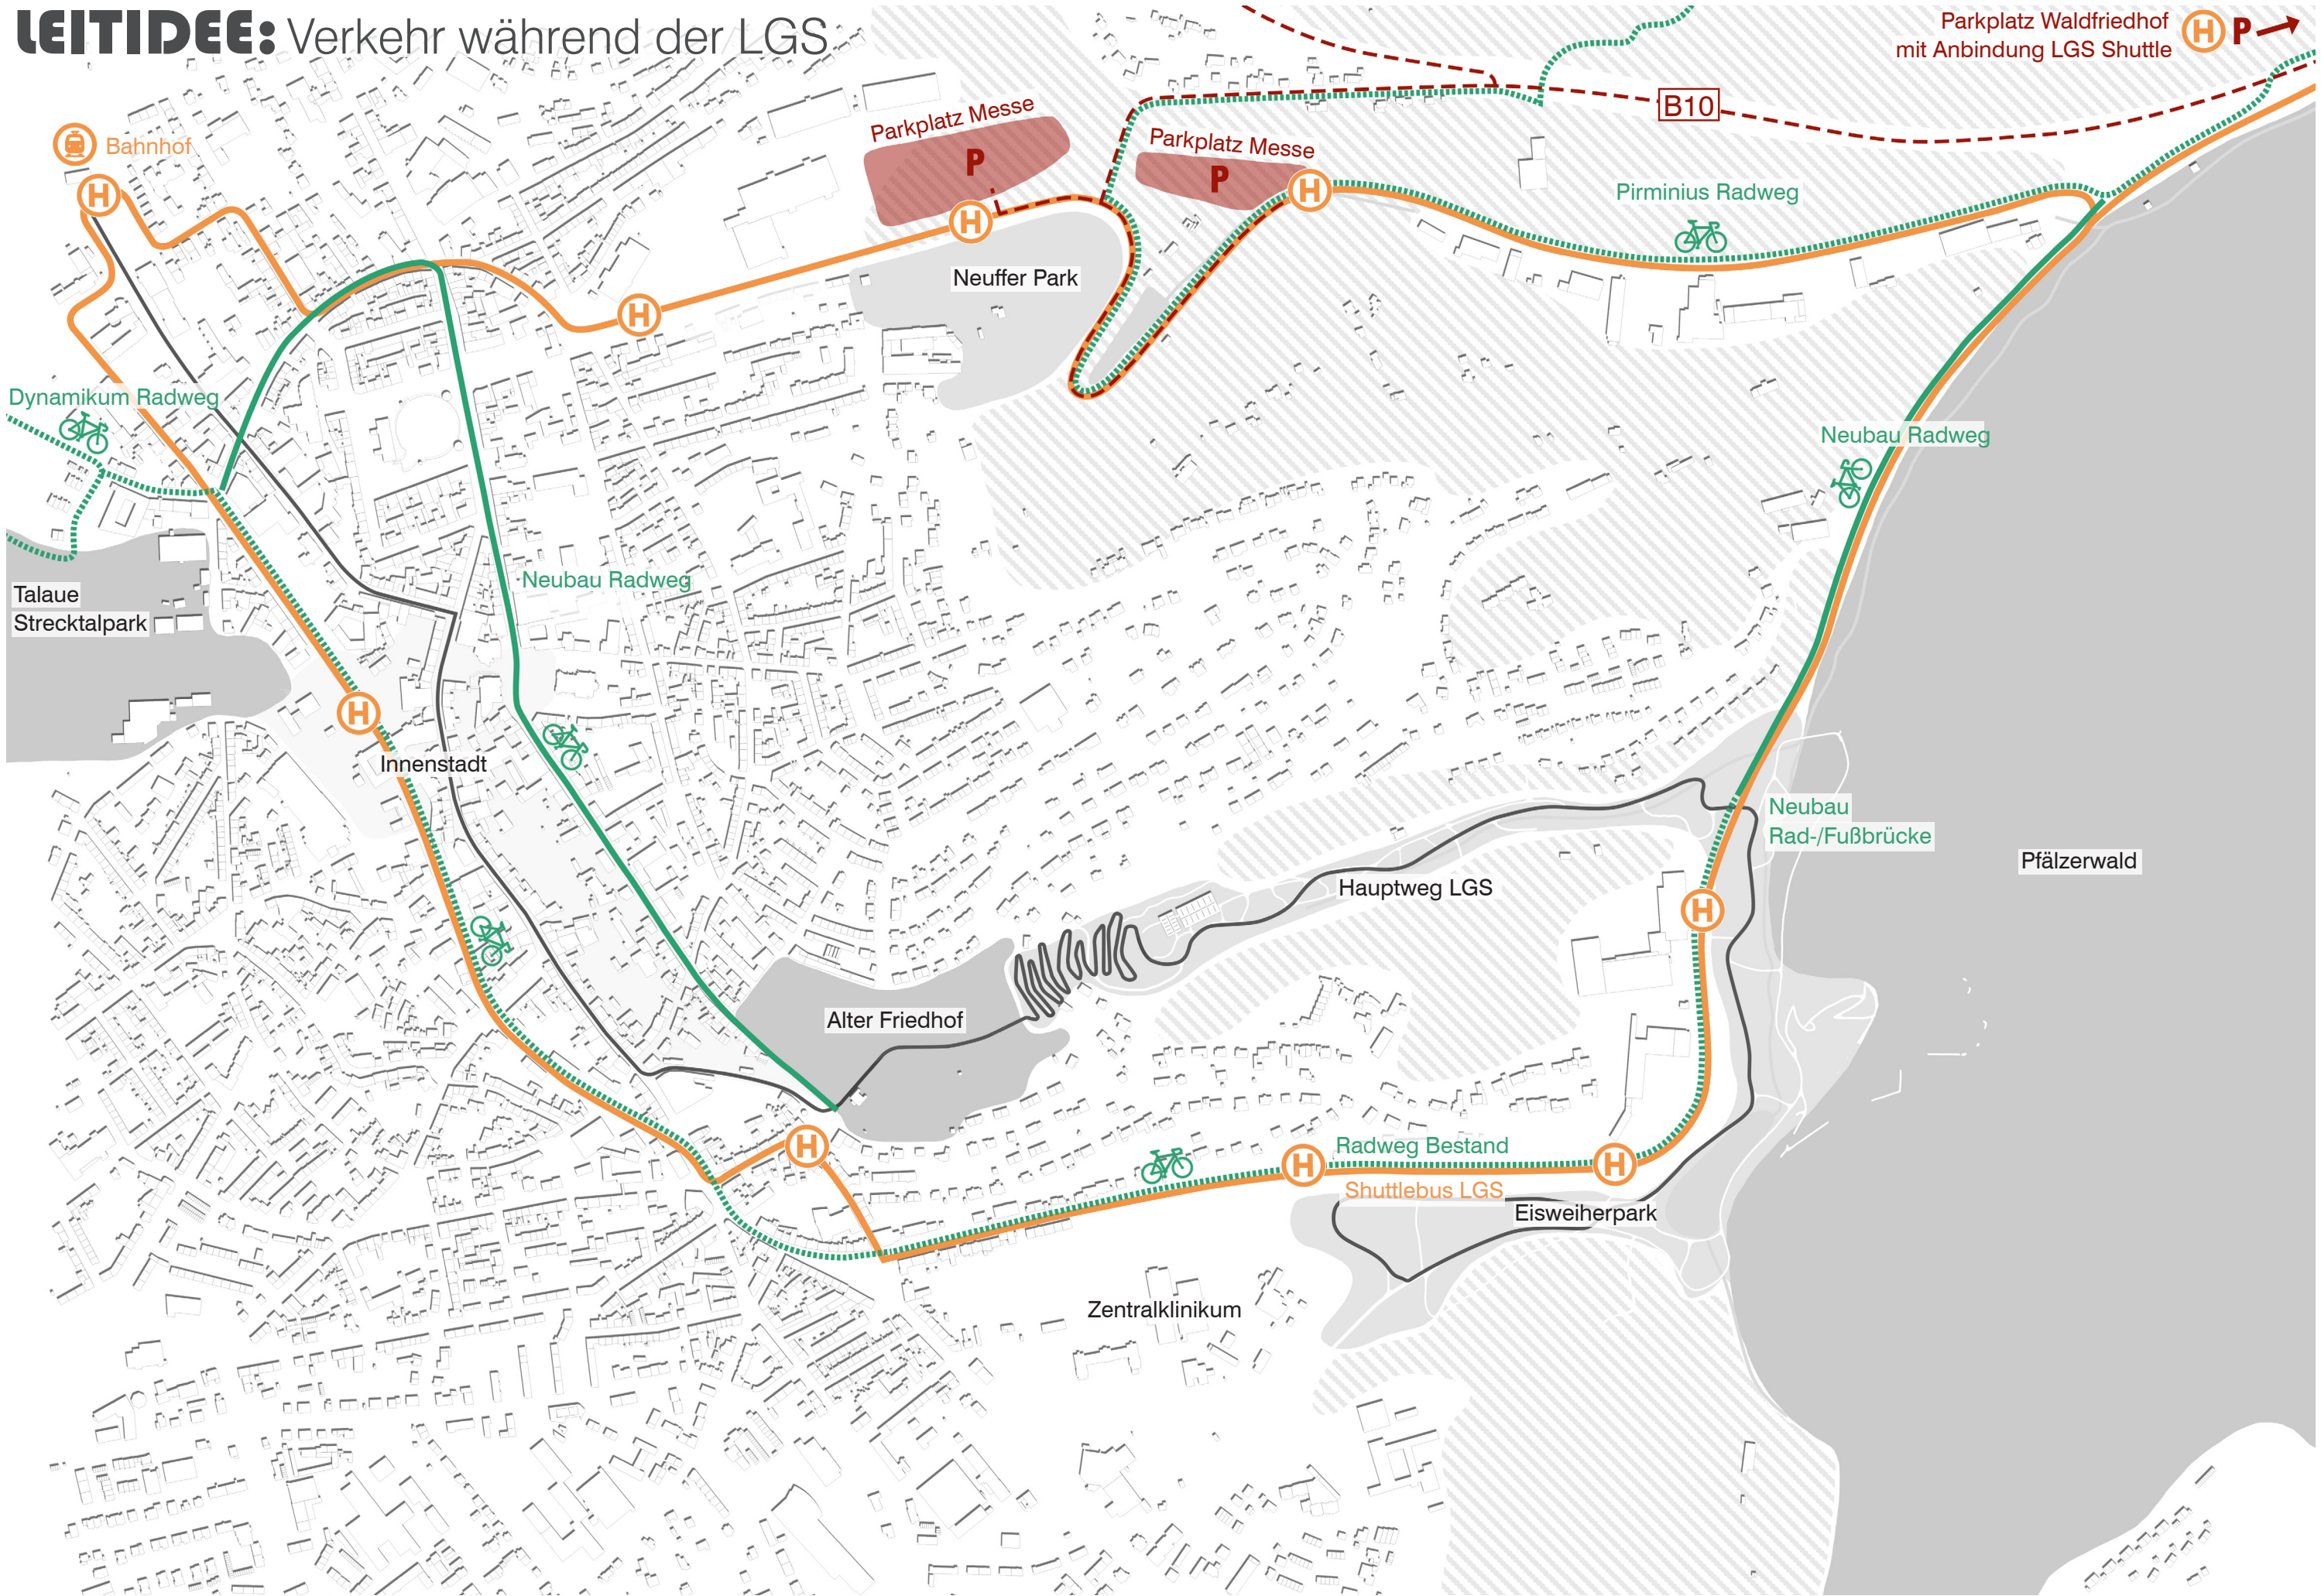 LEITIDEE: Verkehr während der LGS
Parkplatz Waldfriedhof
mit Anbindung LGS Shuttle
H
P
B10
Parkplatz Messe
P
Parkplatz Messe
P
Bahnhof
H
H
H
H
Pirminius Radweg
Neuffer Park
Dynamikum Radweg
Neubau Radweg
Neubau Radweg
Talaue
Strecktalpark
H
Innenstadt
Neubau
Rad-/Fußbrücke
Pfälzerwald
Hauptweg LGS
H
Alter Friedhof
H
H
Radweg Bestand
H
Shuttlebus LGS
Eisweiherpark
Zentralklinikum